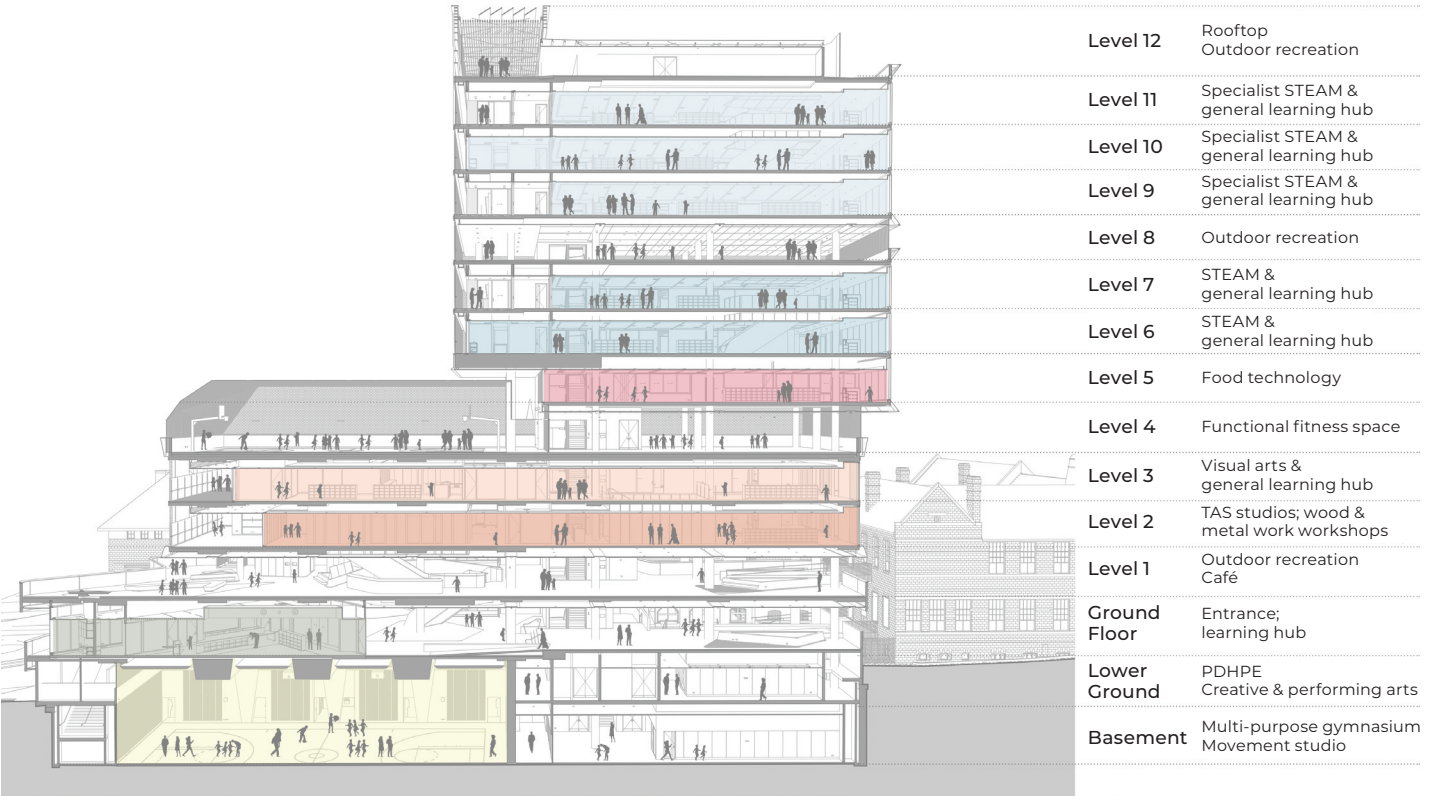 Level 12
Rooftop
Outdoor recreation
Level 11
Specialist STEAM &
general learning hub
Level 10
Specialist STEAM &
general learning hub
Level 9
Specialist STEAM &
general learning hub
Level 8
Outdoor recreation
Level 7
STEAM &
general learning hub
Level 6
STEAM &
general learning hub
Level 5
Food technology
Level 4
Functional fitness space
Level 3
Visual arts &
general learning hub
Level 2
TAS studios; wood &
metal work workshops
Level 1
Outdoor recreation
Café
Ground
Floor
Entrance;
learning hub
Lower
Ground
PDHPE
Creative & performing arts
Basement
Multi-purpose gymnasium
Movement studio